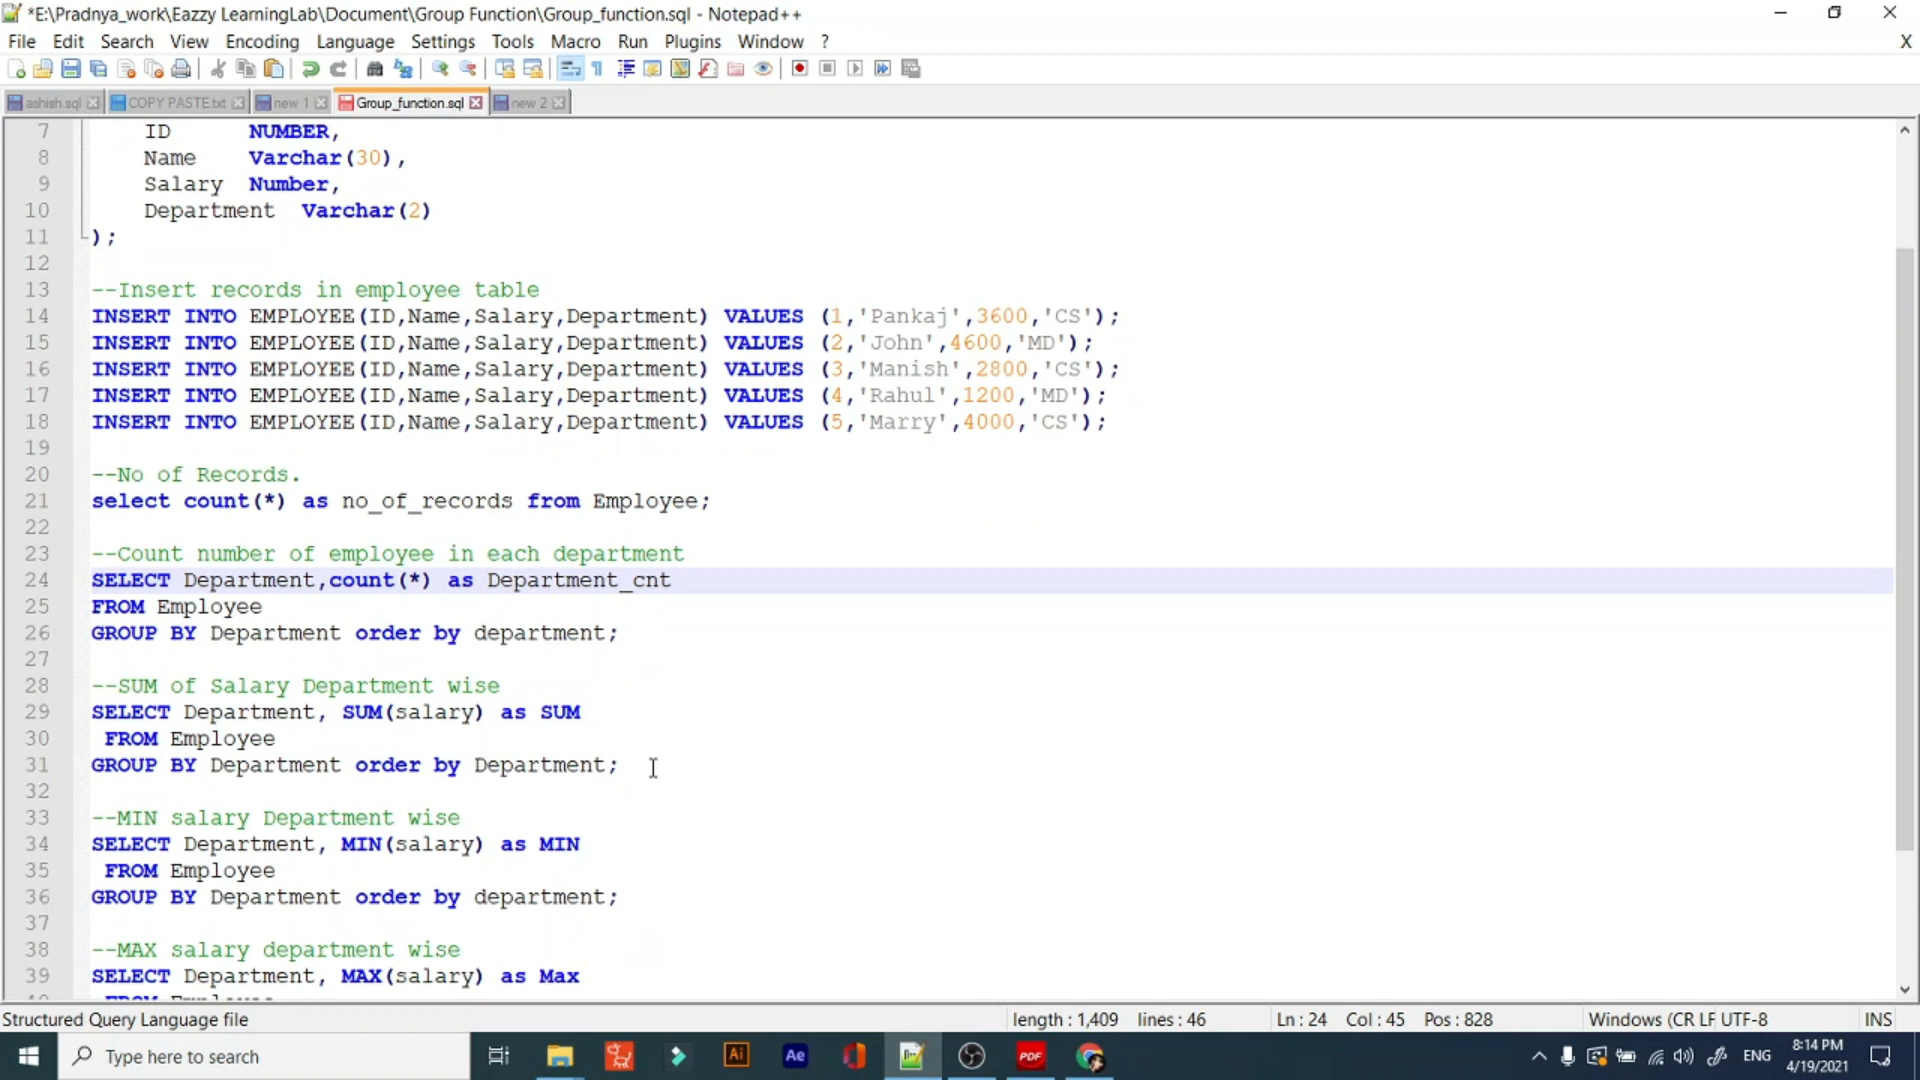 *E:\Pradnya_work\Eazzy LearningLab\Document\Group Function\Group_function.sql - Notepad++
File Edit Search View Encoding Language Settings Tools Macro Run Plugins Window ? X
ashish.sql COPY PASTE.txt new 1 Group_function.sql new 2
7 ID NUMBER,
8 Name Varchar(30),
9 Salary Number,
10 Department Varchar(2)
11 );
12
13 --Insert records in employee table
14 INSERT INTO EMPLOYEE(ID,Name,Salary,Department) VALUES (1,'Pankaj',3600,'CS');
15 INSERT INTO EMPLOYEE(ID,Name,Salary,Department) VALUES (2,'John',4600,'MD');
16 INSERT INTO EMPLOYEE(ID,Name,Salary,Department) VALUES (3,'Manish',2800,'CS');
17 INSERT INTO EMPLOYEE(ID,Name,Salary,Department) VALUES (4,'Rahul',1200,'MD');
18 INSERT INTO EMPLOYEE(ID,Name,Salary,Department) VALUES (5,'Marry',4000,'CS');
19
20 --No of Records.
21 select count(*) as no_of_records from Employee;
22
23 --Count number of employee in each department
24 SELECT Department,count(*) as Department_cnt
25 FROM Employee
26 GROUP BY Department order by department;
27
28 --SUM of Salary Department wise
29 SELECT Department, SUM(salary) as SUM
30 FROM Employee
31 GROUP BY Department order by Department;
32
33 --MIN salary Department wise
34 SELECT Department, MIN(salary) as MIN
35 FROM Employee
36 GROUP BY Department order by department;
37
38 --MAX salary department wise
39 SELECT Department, MAX(salary) as Max
Structured Query Language file length : 1,409 lines : 46 Ln : 24 Col : 45 Pos : 828 Windows (CR LF UTF-8 INS
Type here to search Ai Ae PDF ENG 8:14 PM
4/19/2021